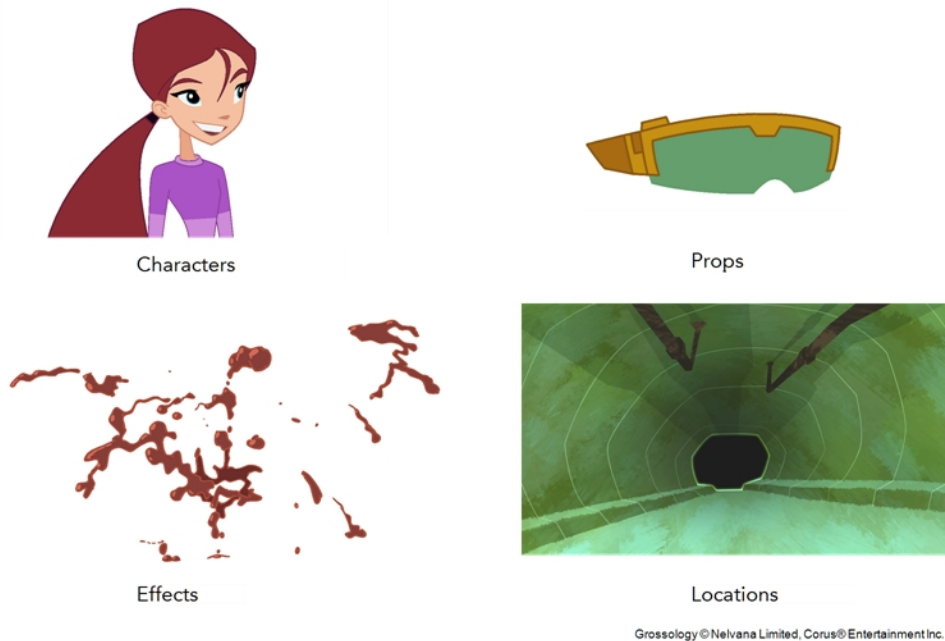 Characters
Props
Effects
Locations
Grossology © Nelvana Limited, Corus® Entertainment Inc.